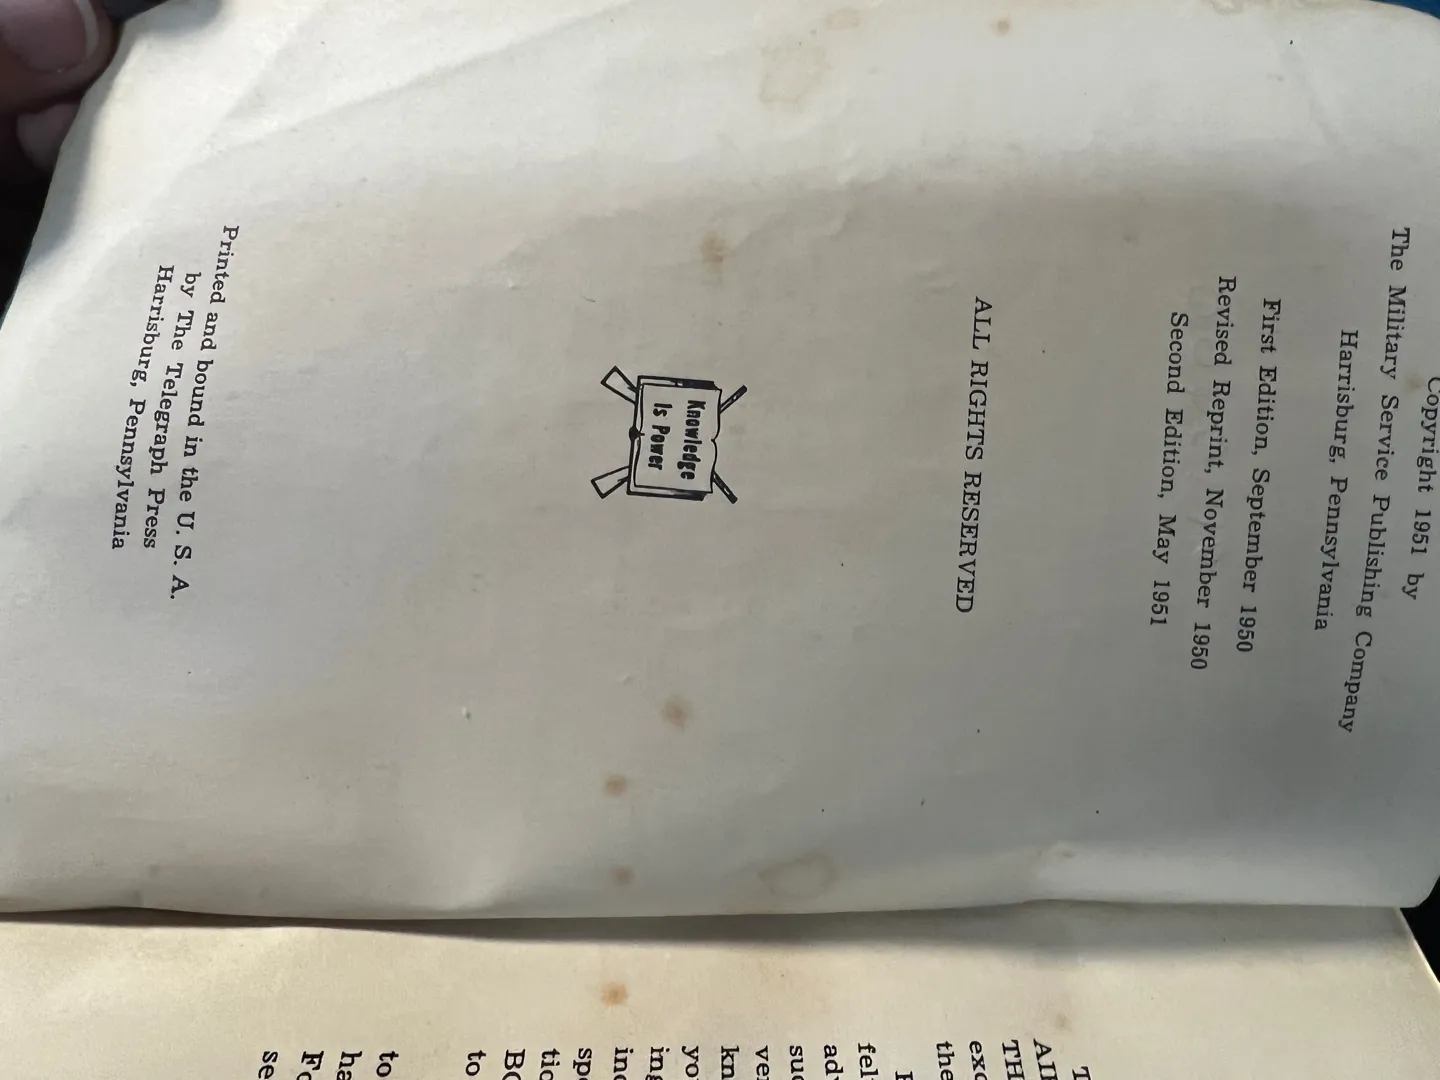 Copyright 1951 by
The Military Service Publishing Company
Harrisburg, Pennsylvania
First Edition, September 1950
Revised Reprint, November 1950
Second Edition, May 1951
ALL RIGHTS RESERVED
Knowledge
Is Power
Printed and bound in the U. S. A.
by The Telegraph Press
Harrisburg, Pennsylvania